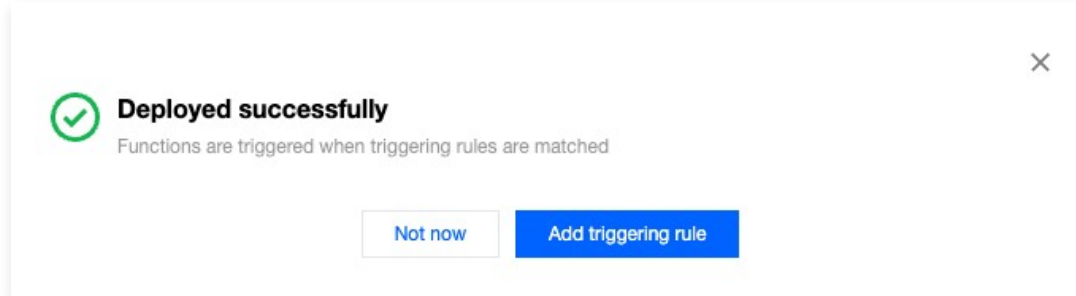 Deployed successfully
Functions are triggered when triggering rules are matched
Not now
Add triggering rule